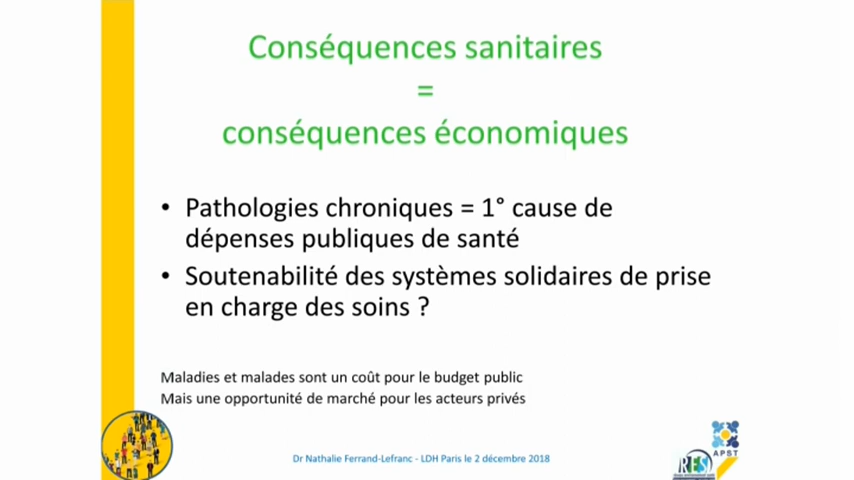 Conséquences sanitaires
=
conséquences économiques
• Pathologies chroniques = 1° cause de
dépenses publiques de santé
• Soutenabilité des systèmes solidaires de prise
en charge des soins ?
Maladies et malades sont un coût pour le budget public
Mais une opportunité de marché pour les acteurs privés
Dr Nathalie Ferrand-Lefranc - LDH Paris le 2 décembre 2018
APST
RES